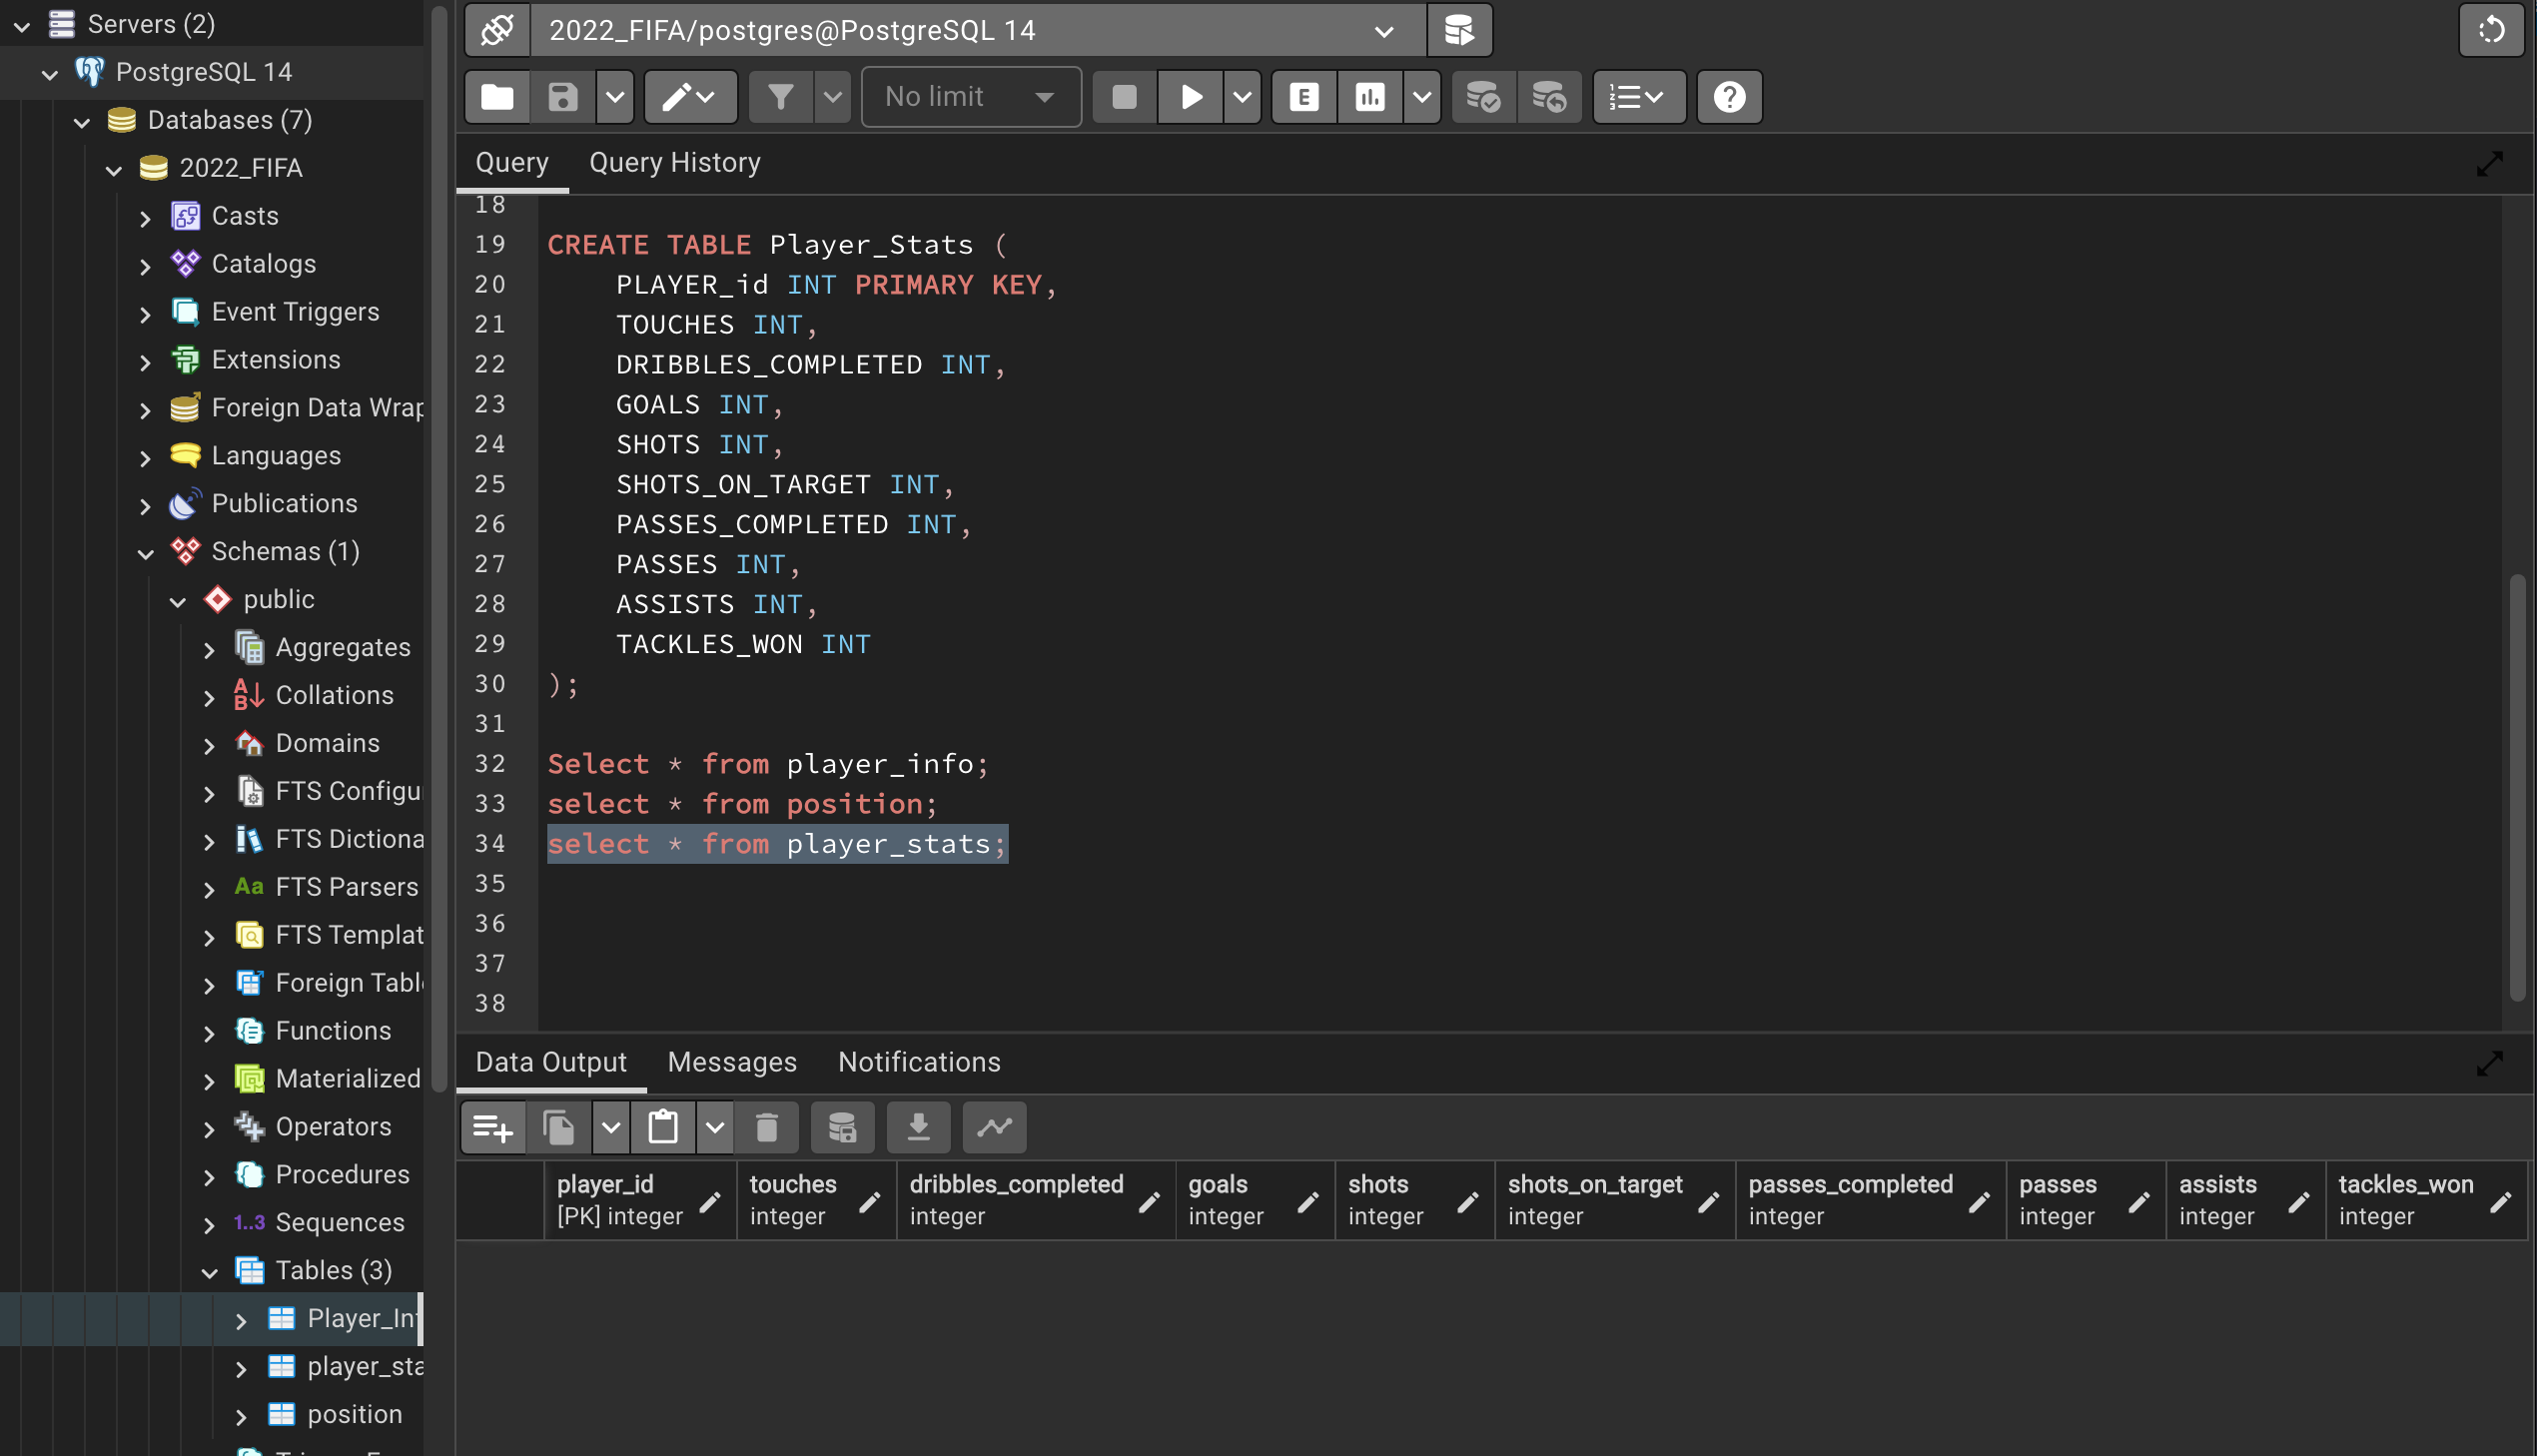 Servers (2)
PostgreSQL 14
Databases (7)
2022_FIFA
Casts
Catalogs
Event Triggers
Extensions
Foreign Data Wrap
Languages
Publications
Schemas (1)
public
Aggregates
Collations
Domains
FTS Configu
FTS Dictiona
Aa FTS Parsers
FTS Templat
Foreign Tabl
Functions
Materialized
Operators
Procedures
1..3 Sequences
Tables (3)
Player_In
player_sta
position
2022_FIFA/postgres@PostgreSQL 14
No limit
E
Query Query History
18
19 CREATE TABLE Player_Stats (
20 PLAYER_id INT PRIMARY KEY,
21 TOUCHES INT,
22 DRIBBLES_COMPLETED INT,
23 GOALS INT,
24 SHOTS INT,
25 SHOTS_ON_TARGET INT,
26 PASSES_COMPLETED INT,
27 PASSES INT,
28 ASSISTS INT,
29 TACKLES_WON INT
30 );
31
32 Select * from player_info;
33 select * from position;
34 select * from player_stats;
35
36
37
38
Data Output Messages Notifications
player_id touches dribbles_completed goals shots shots_on_target passes_completed passes assists tackles_won
[PK] integer integer integer integer integer integer integer integer integer integer